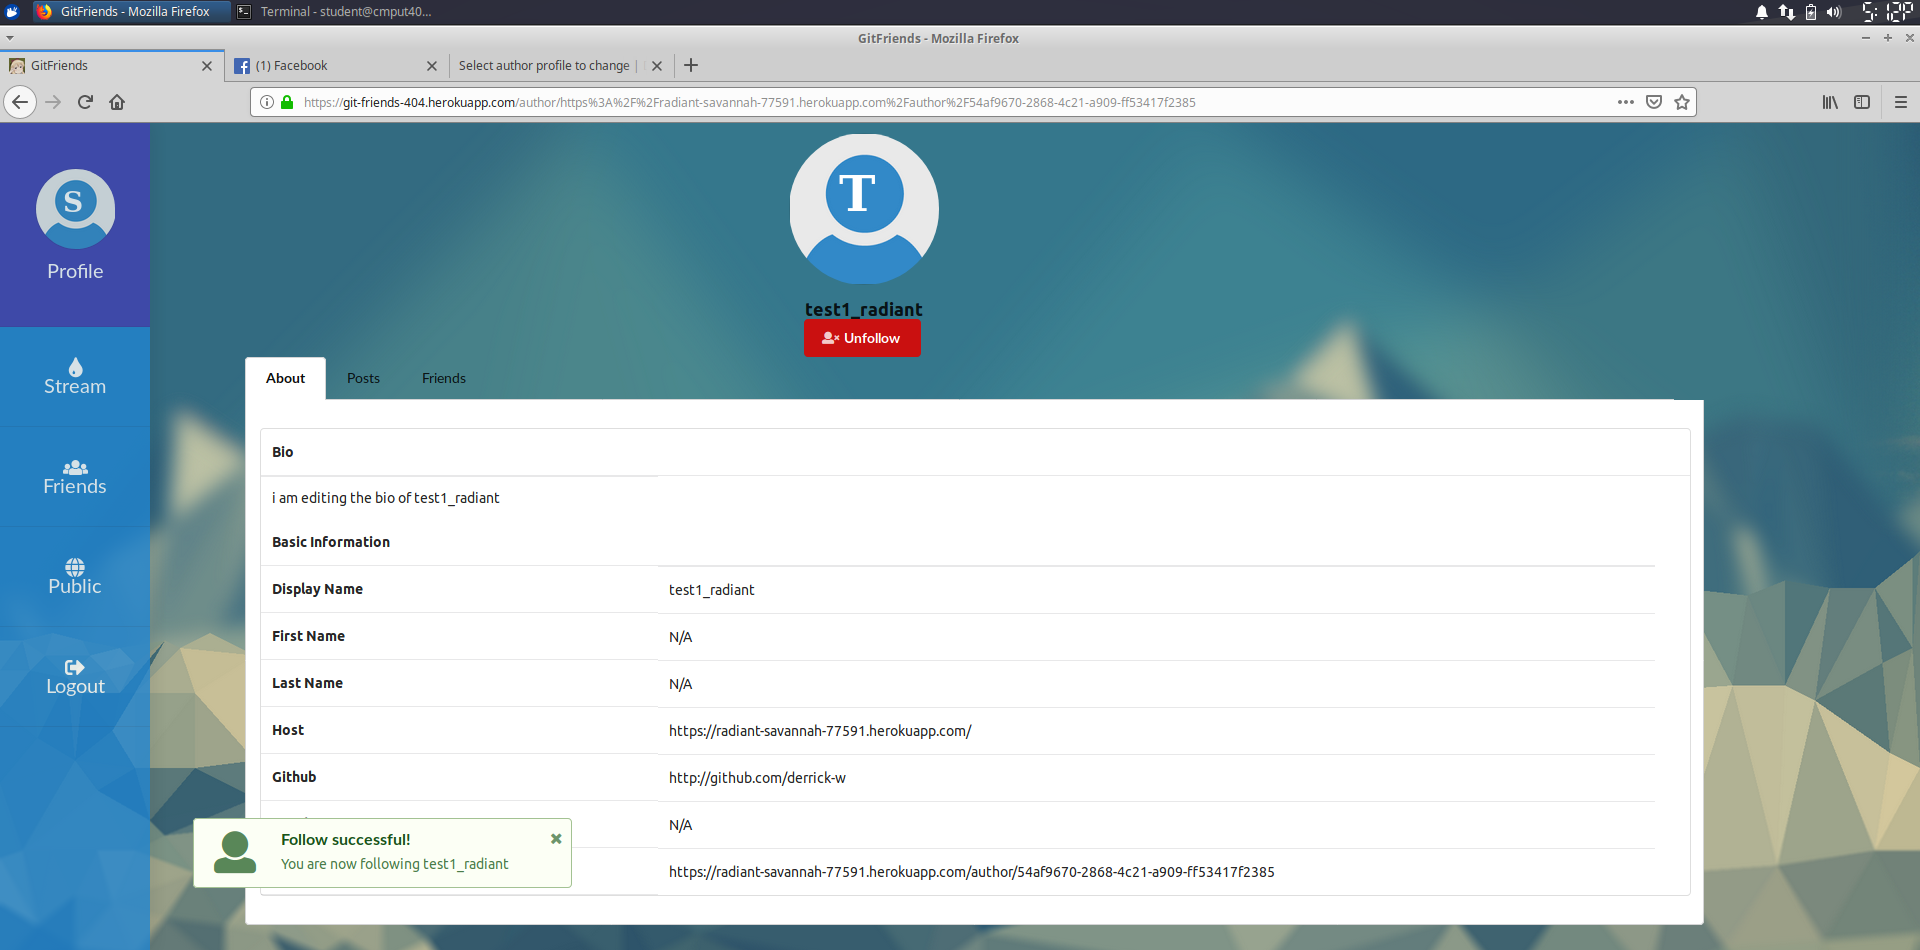 GitFriends - Mozilla Firefox
Terminal - student@cmput40...
5:12P
GitFriends - Mozilla Firefox
GitFriends
(1) Facebook
Select author profile to change |
https://git-friends-404.herokuapp.com/author/https%3A%2F%2Fradiant-savannah-77591.herokuapp.com%2Fauthor%2F54af9670-2868-4c21-a909-ff53417f2385
S
Profile
Stream
Friends
Public
Logout
T
test1_radiant
Unfollow
About Posts Friends
Bio
i am editing the bio of test1_radiant
Basic Information
Display Name test1_radiant
First Name N/A
Last Name N/A
Host https://radiant-savannah-77591.herokuapp.com/
Github http://github.com/derrick-w
N/A
https://radiant-savannah-77591.herokuapp.com/author/54af9670-2868-4c21-a909-ff53417f2385
Follow successful!
You are now following test1_radiant